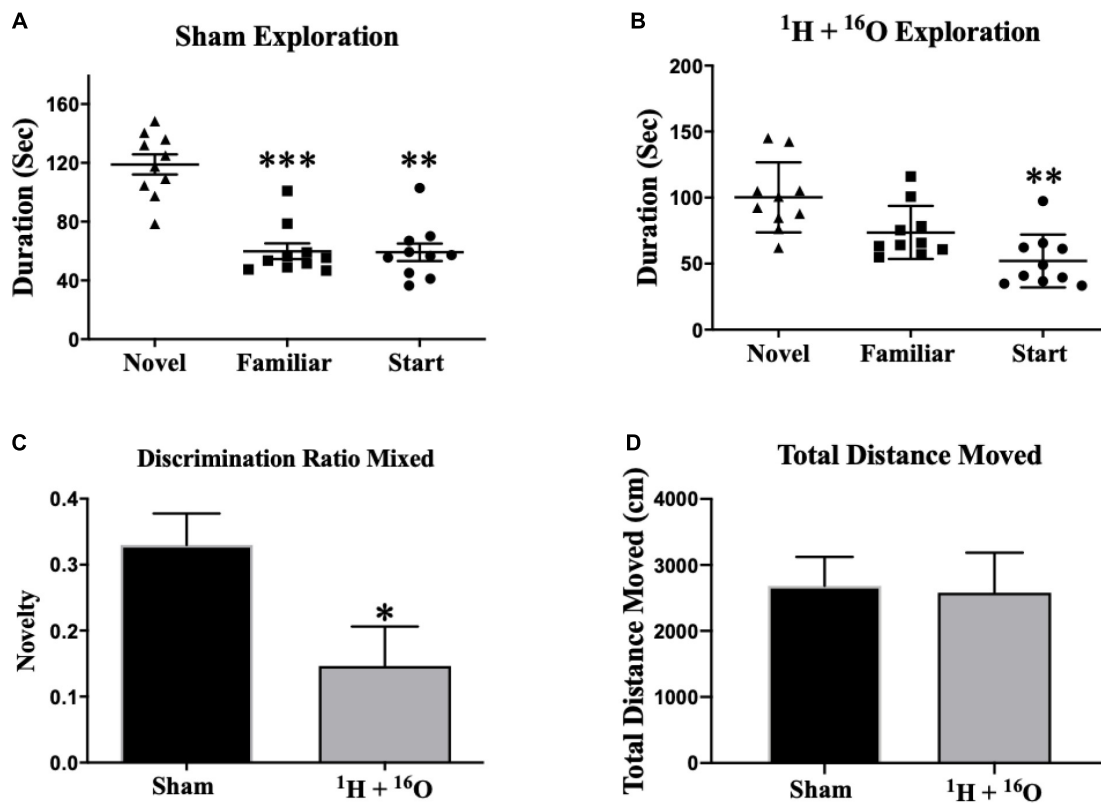 A
Sham Exploration
Duration (Sec)
160
120
80
40
0
***
**
Novel Familiar Start
B
¹H + ¹⁶O Exploration
Duration (Sec)
200
150
100
50
0
**
Novel Familiar Start
C
Discrimination Ratio Mixed
Novelty
0.4
0.3
0.2
0.1
0.0
*
Sham ¹H + ¹⁶O
D
Total Distance Moved
Total Distance Moved (cm)
4000
3000
2000
1000
0
Sham ¹H + ¹⁶O